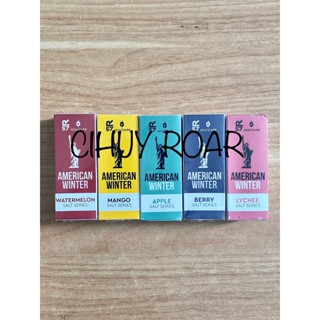 CIHUY ROAR
AMERICAN
WINTER
WATERMELON
SALT SERIES
AMERICAN
WINTER
MANGO
SALT SERIES
AMERICAN
WINTER
APPLE
SALT SERIES
AMERICAN
WINTER
BERRY
SALT SERIES
AMERICAN
WINTER
LYCHEE
SALT SERIES